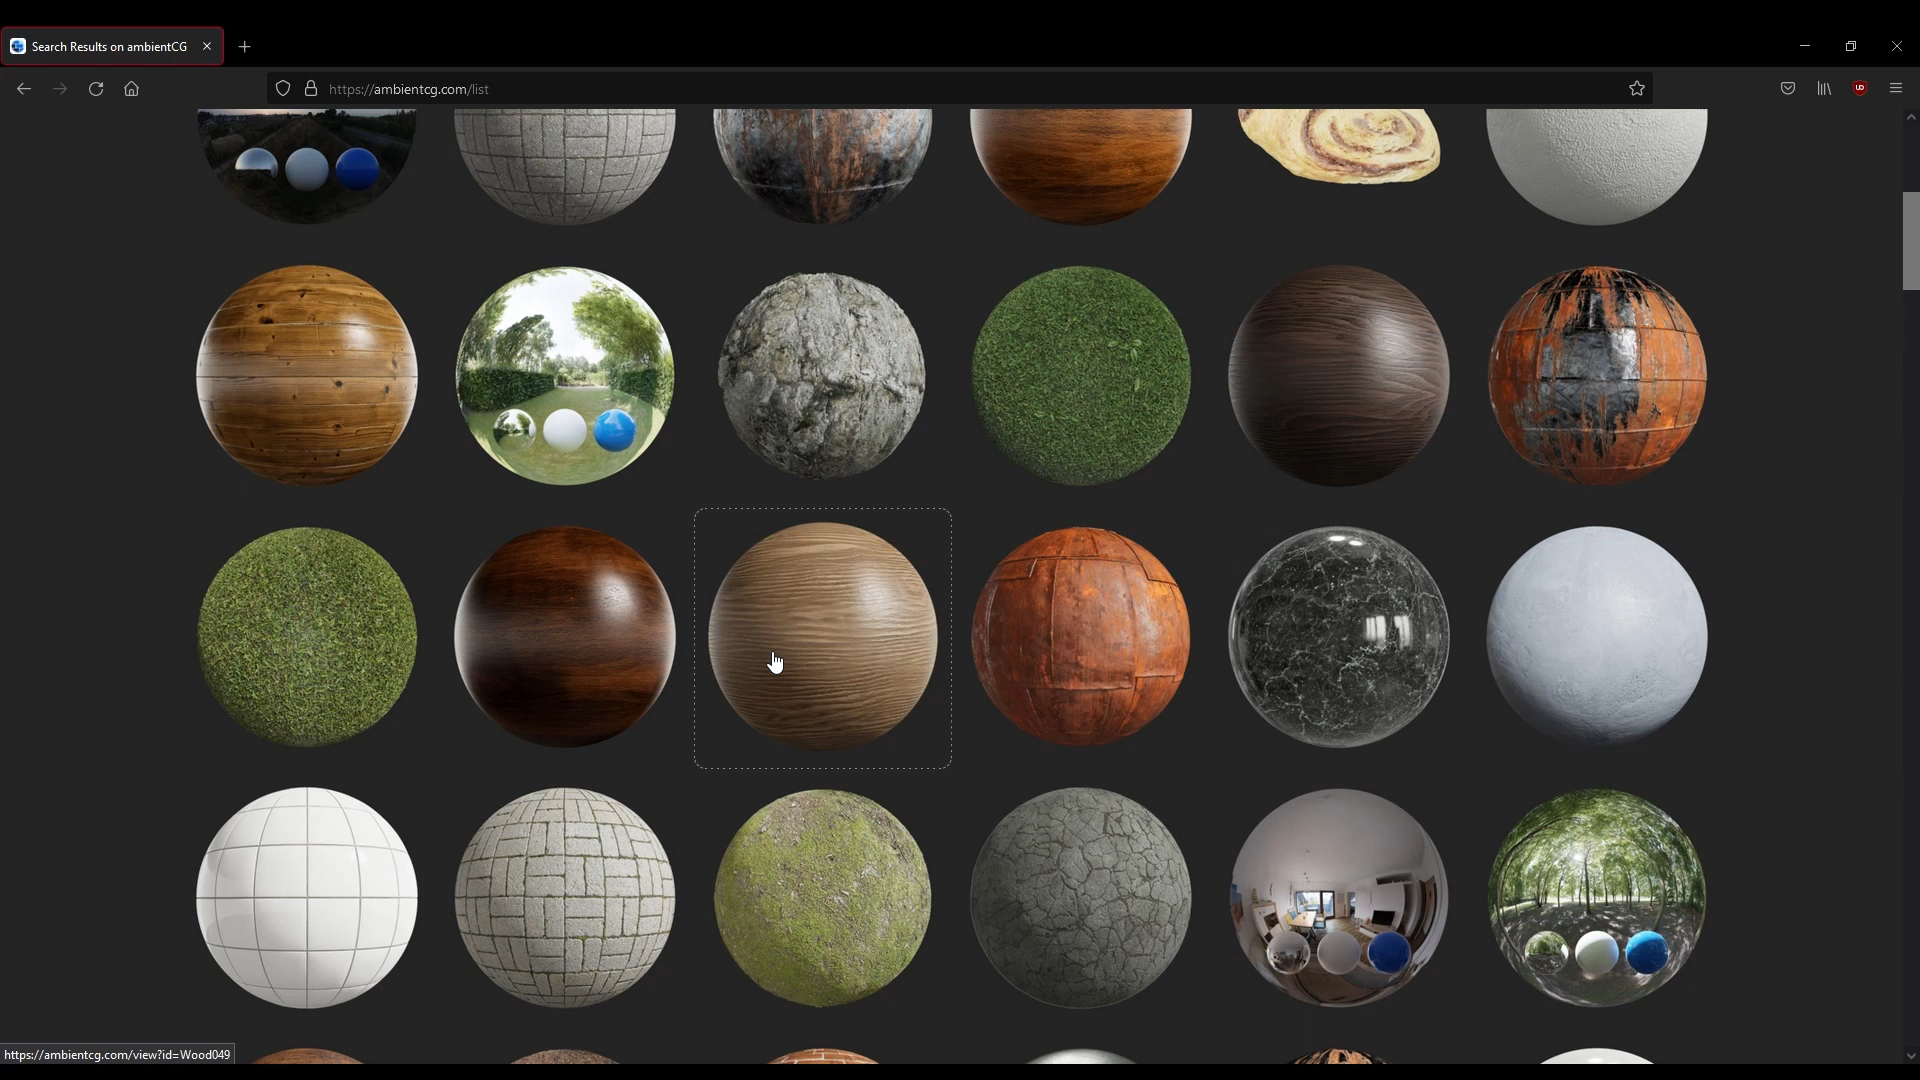 Search Results on ambientCG
https://ambientcg.com/list
https://ambientcg.com/view?id=Wood049